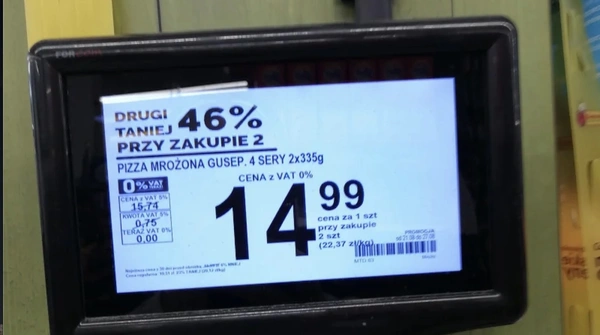 DRUGI
TANIEJ 46%
PRZY ZAKUPIE 2
PIZZA MROŻONA GUSEP. 4 SERY 2x335g
CENA z VAT 0%
0% VAT
CENA z VAT 5%
15,74
KWOTA VAT 5%
0,75
TERAZ VAT 0%
0,00
14 99
cena za 1 szt
przy zakupie
2 szt
(22,37 zł/kg)
PROMOCJA